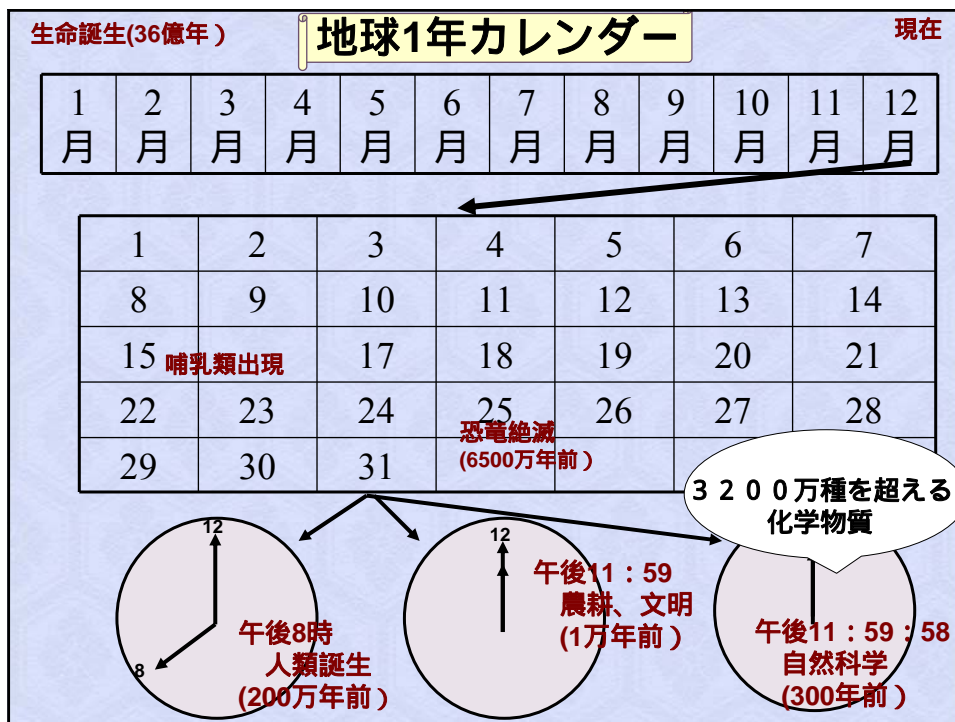 生命誕生(36億年)
地球1年カレンダー
現在
1月 2月 3月 4月 5月 6月 7月 8月 9月 10月 11月 12月
1 2 3 4 5 6 7
8 9 10 11 12 13 14
15 哺乳類出現 17 18 19 20 21
22 23 24 25 26 27 28
恐竜絶滅
(6500万年前)
29 30 31
3200万種を超える
化学物質
12
8
午後8時
人類誕生
(200万年前)
12
午後11:59
農耕、文明
(1万年前)
午後11:59:58
自然科学
(300年前)